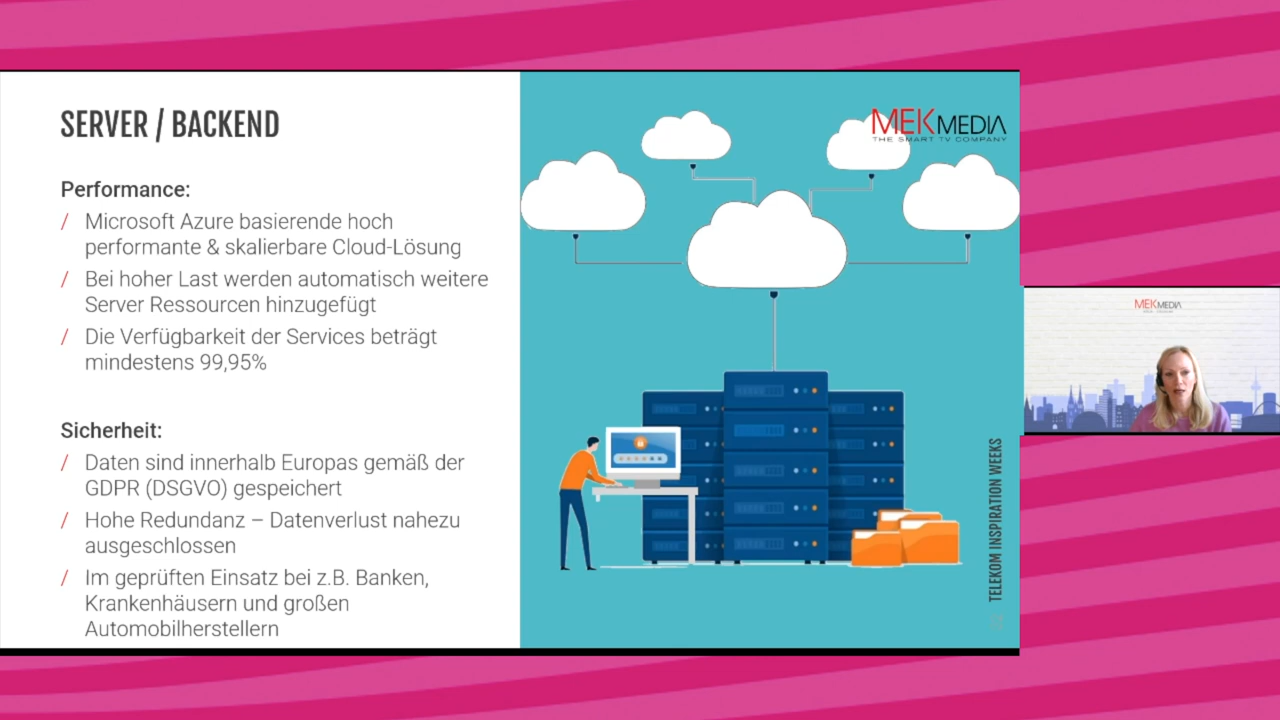 SERVER / BACKEND
Performance:
/ Microsoft Azure basierende hoch
performante & skalierbare Cloud-Lösung
/ Bei hoher Last werden automatisch weitere
Server Ressourcen hinzugefügt
/ Die Verfügbarkeit der Services beträgt
mindestens 99,95%
Sicherheit:
/ Daten sind innerhalb Europas gemäß der
GDPR (DSGVO) gespeichert
/ Hohe Redundanz – Datenverlust nahezu
ausgeschlossen
/ Im geprüften Einsatz bei z.B. Banken,
Krankenhäusern und großen
Automobilherstellern
MEKMEDIA
THE SMART TV COMPANY
TELEKOM INSPIRATION WEEKS
MEKMEDIA